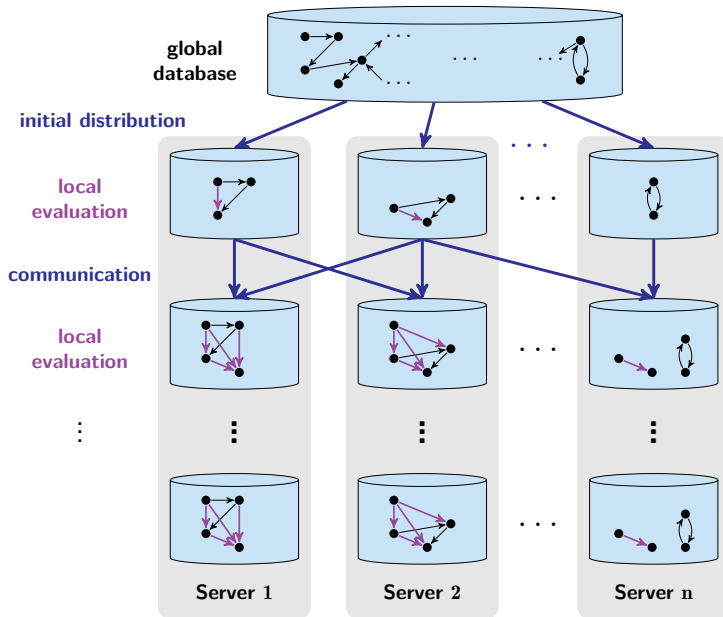 global
database
initial distribution
local
evaluation
communication
local
evaluation
Server 1
Server 2
Server n